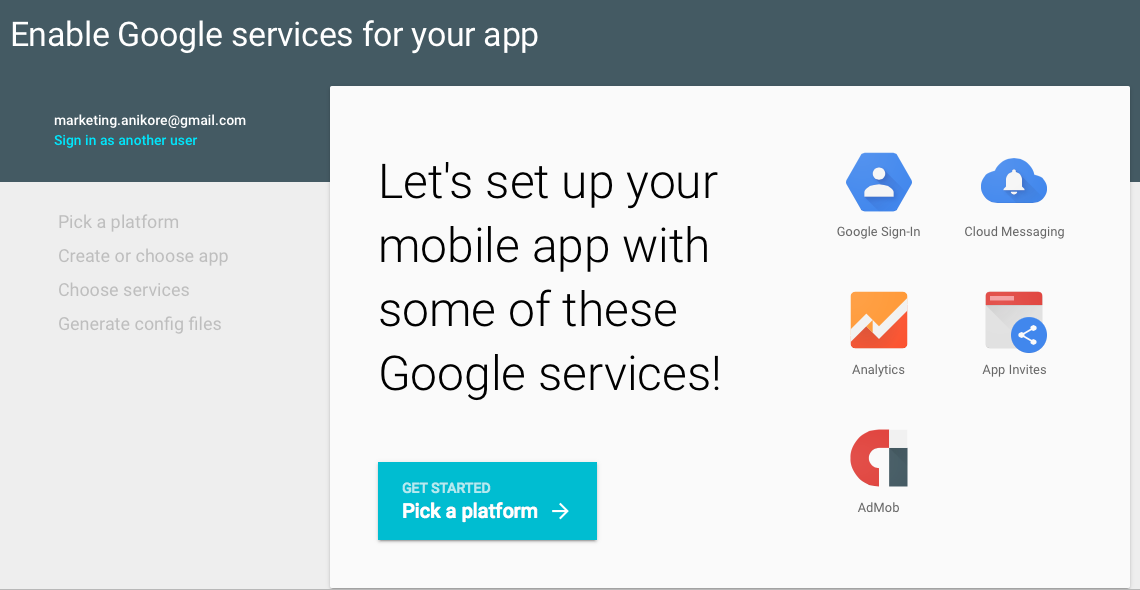 Enable Google services for your app
marketing.anikore@gmail.com
Sign in as another user
Pick a platform
Create or choose app
Choose services
Generate config files
Let's set up your
mobile app with
some of these
Google services!
GET STARTED
Pick a platform
Google Sign-In
Cloud Messaging
Analytics
App Invites
AdMob